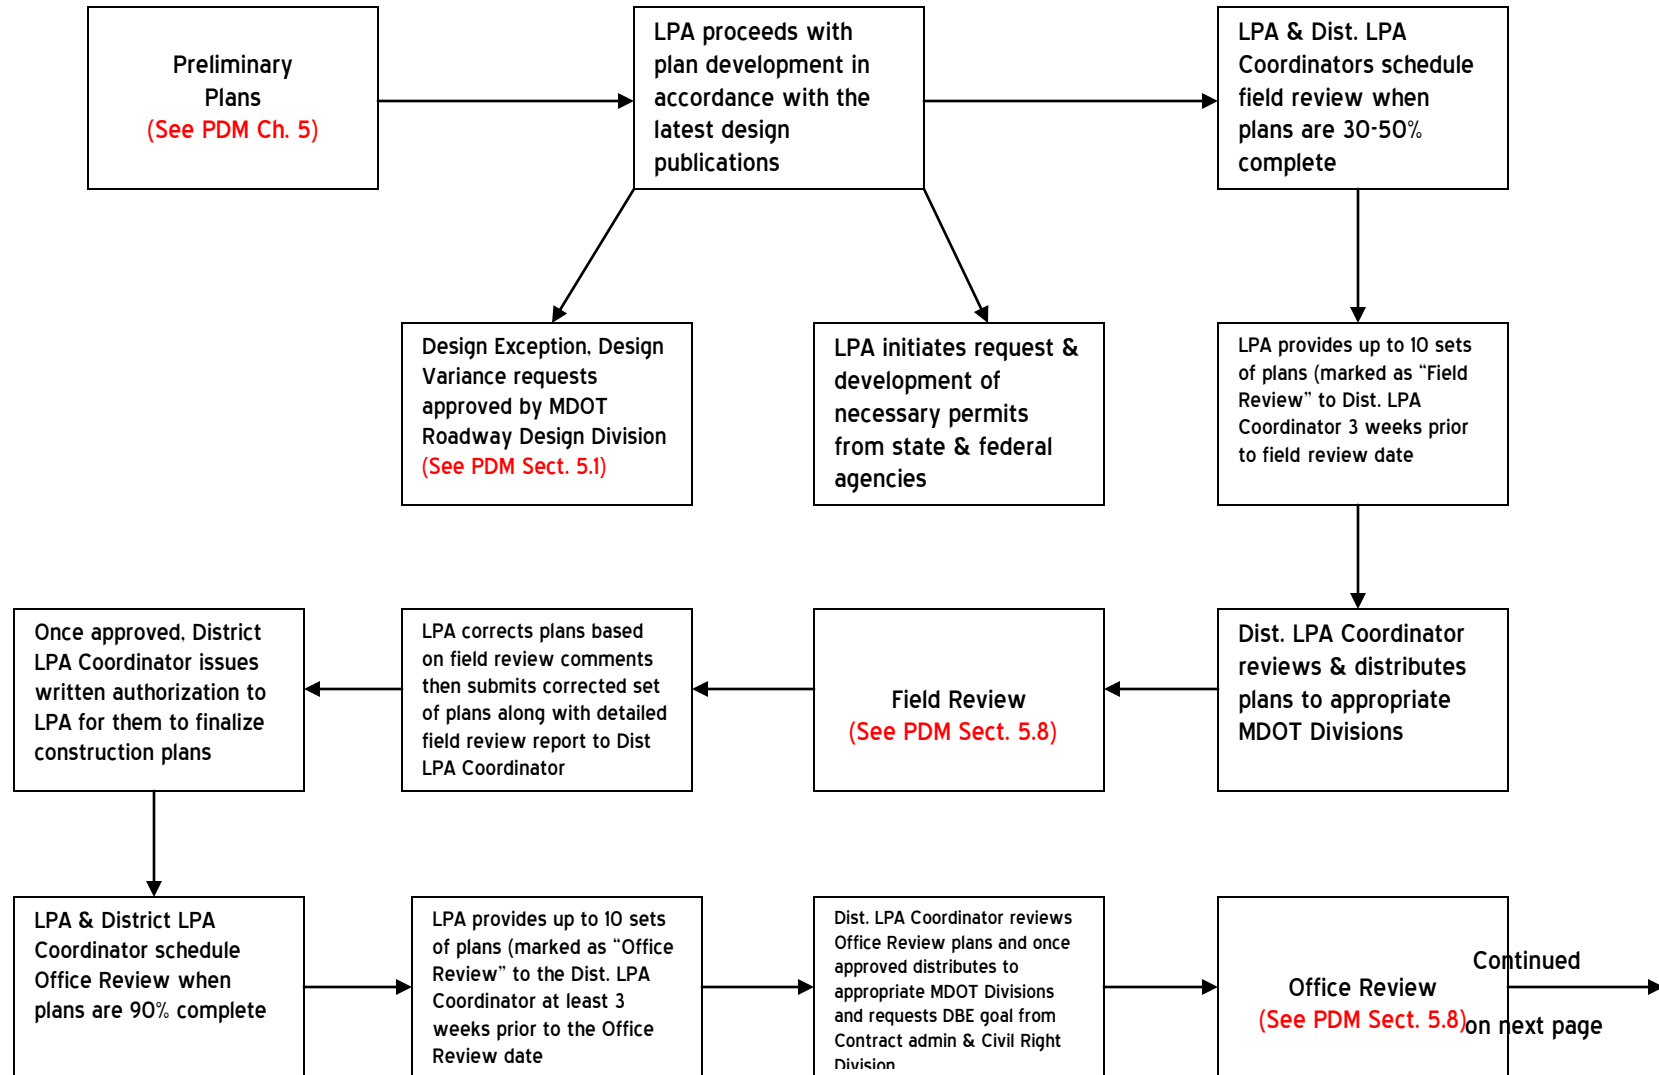 Preliminary
Plans
(See PDM Ch. 5)
LPA proceeds with
plan development in
accordance with the
latest design
publications
LPA & Dist. LPA
Coordinators schedule
field review when
plans are 30-50%
complete
Design Exception, Design
Variance requests
approved by MDOT
Roadway Design Division
(See PDM Sect. 5.1)
LPA initiates request &
development of
necessary permits
from state & federal
agencies
LPA provides up to 10 sets
of plans (marked as “Field
Review” to Dist. LPA
Coordinator 3 weeks prior
to field review date
Once approved, District
LPA Coordinator issues
written authorization to
LPA for them to finalize
construction plans
LPA corrects plans based
on field review comments
then submits corrected set
of plans along with detailed
field review report to Dist
LPA Coordinator
Field Review
(See PDM Sect. 5.8)
Dist. LPA Coordinator
reviews & distributes
plans to appropriate
MDOT Divisions
LPA & District LPA
Coordinator schedule
Office Review when
plans are 90% complete
LPA provides up to 10 sets
of plans (marked as “Office
Review” to the Dist. LPA
Coordinator at least 3
weeks prior to the Office
Review date
Dist. LPA Coordinator reviews
Office Review plans and once
approved distributes to
appropriate MDOT Divisions
and requests DBE goal from
Contract admin & Civil Right
Division
Office Review
(See PDM Sect. 5.8)
Continued
on next page